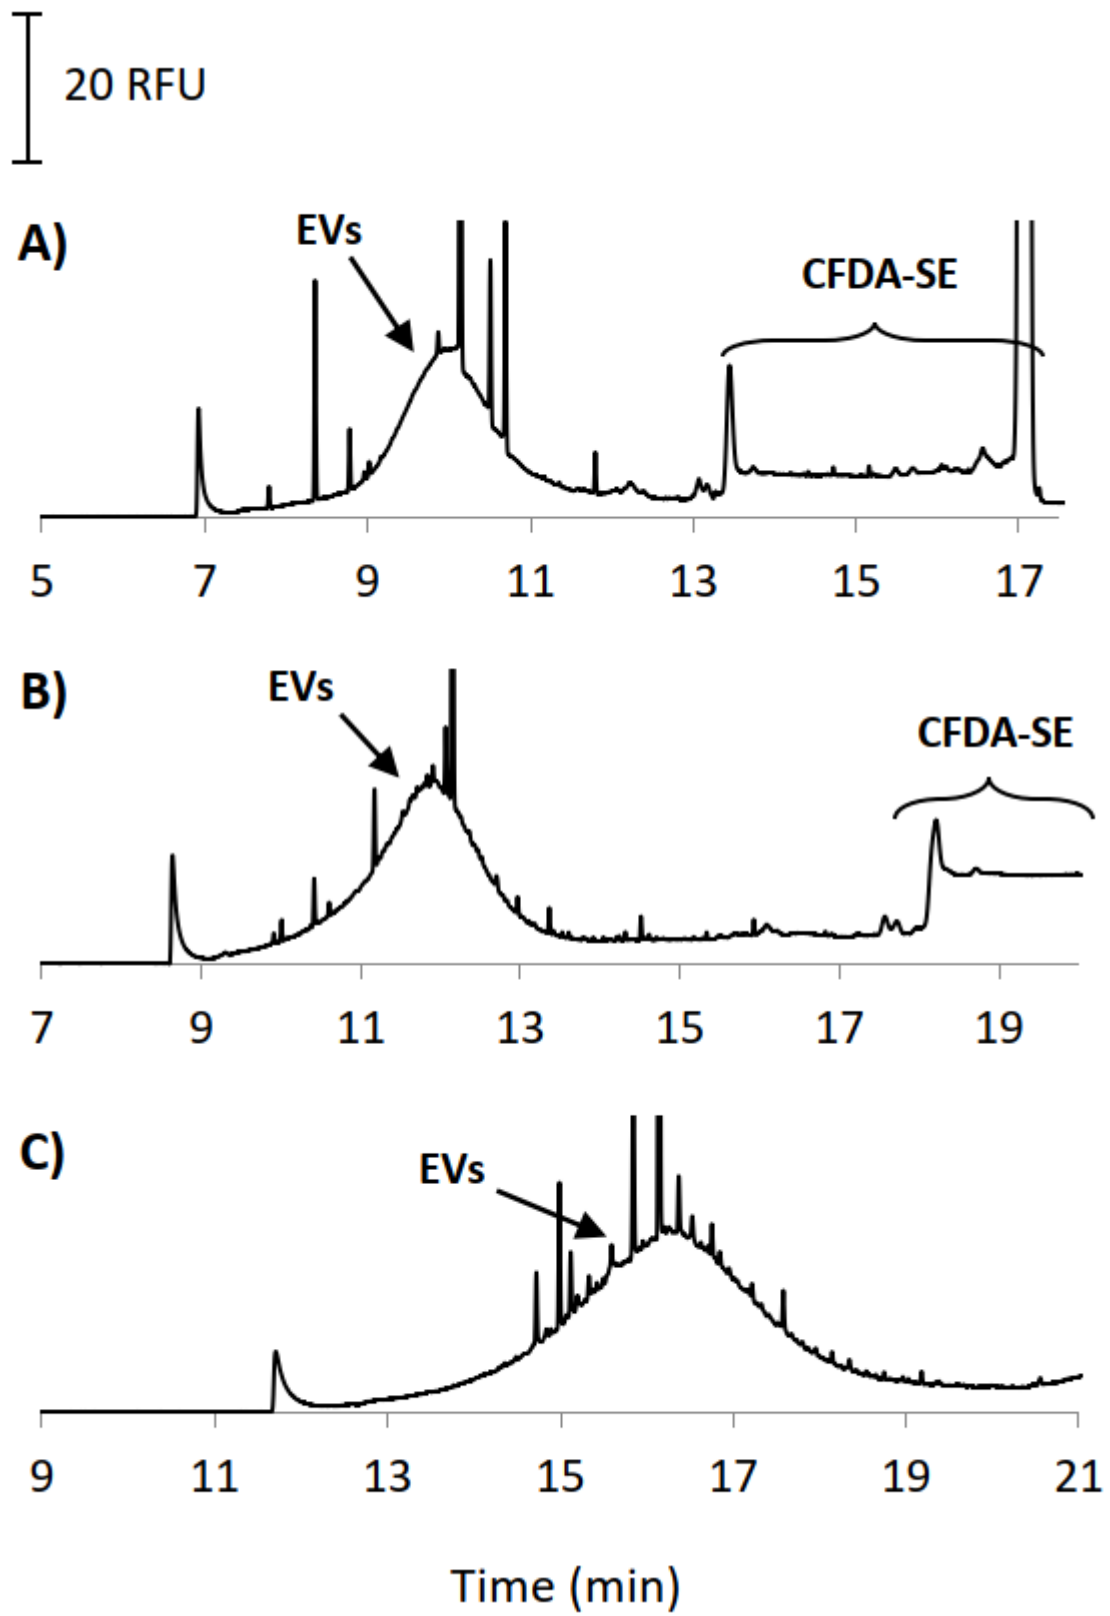 20 RFU
A)
EVs
CFDA-SE
5 7 9 11 13 15 17
B)
EVs
CFDA-SE
7 9 11 13 15 17 19
C)
EVs
9 11 13 15 17 19 21
Time (min)